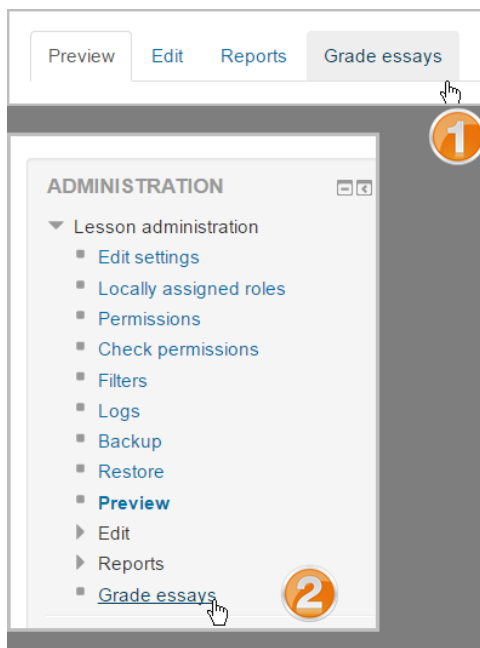 Preview Edit Reports Grade essays
1
ADMINISTRATION
Lesson administration
Edit settings
Locally assigned roles
Permissions
Check permissions
Filters
Logs
Backup
Restore
Preview
Edit
Reports
Grade essays
2